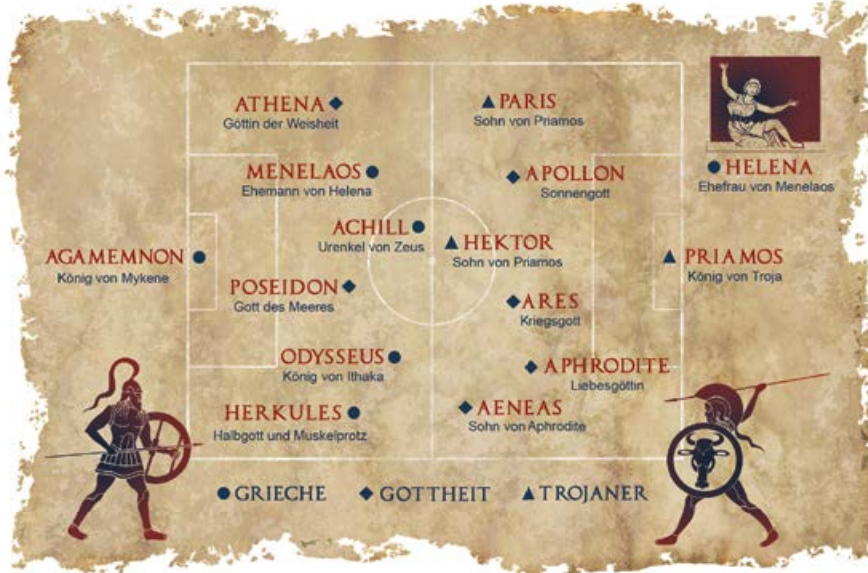 ATHENA
Göttin der Weisheit
MENELAOS
Ehemann von Helena
ACHILL
Urenkel von Zeus
AGAMEMNON
König von Mykene
POSEIDON
Gott des Meeres
ODYSSEUS
König von Ithaka
HERKULES
Halbgott und Muskelprotz
PARIS
Sohn von Priamos
APOLLON
Sonnengott
HELENA
Ehefrau von Menelaos
HEKTOR
Sohn von Priamos
PRIAMOS
König von Troja
ARES
Kriegsgott
APHRODITE
Liebesgöttin
AENEAS
Sohn von Aphrodite
GRIECHE GOTTHEIT TROJANER